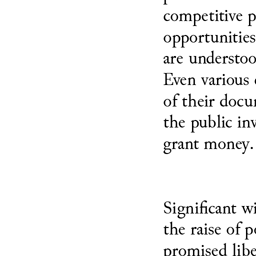 competitive p
opportunities
are understoo
Even various
of their docu
the public inv
grant money.
Significant wi
the raise of p
promised libe